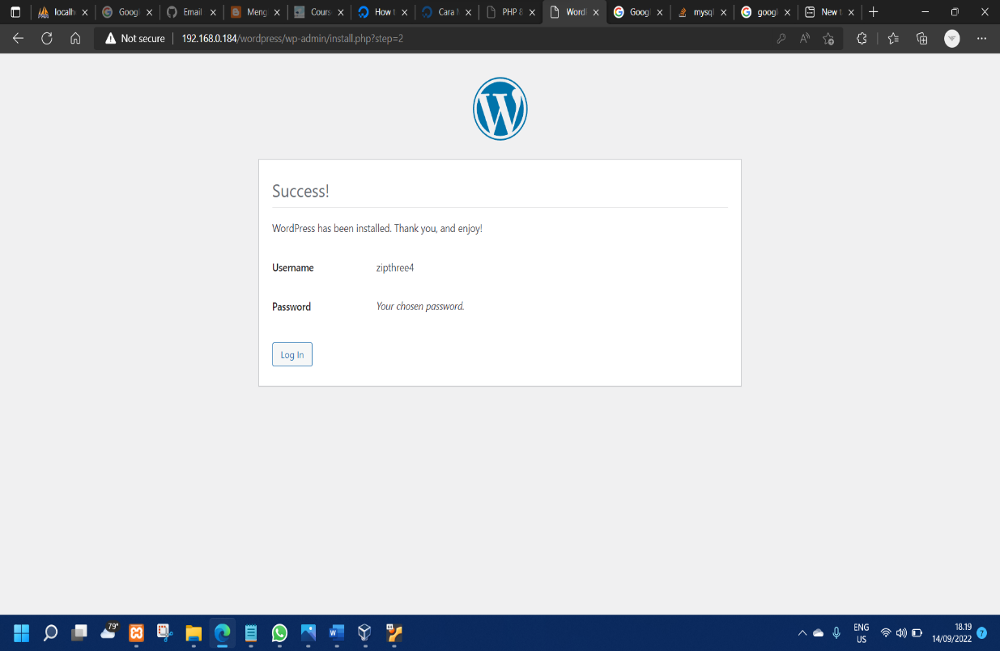 localh
Googl
Email
Meng
Cours
How t
Cara
PHP 8
Word
Googl
mysql
googl
New t
Not secure
192.168.0.184/wordpress/wp-admin/install.php?step=2
Success!
WordPress has been installed. Thank you, and enjoy!
Username zipthree4
Password Your chosen password.
Log In
79°
ENG
US
18.19
14/09/2022
7